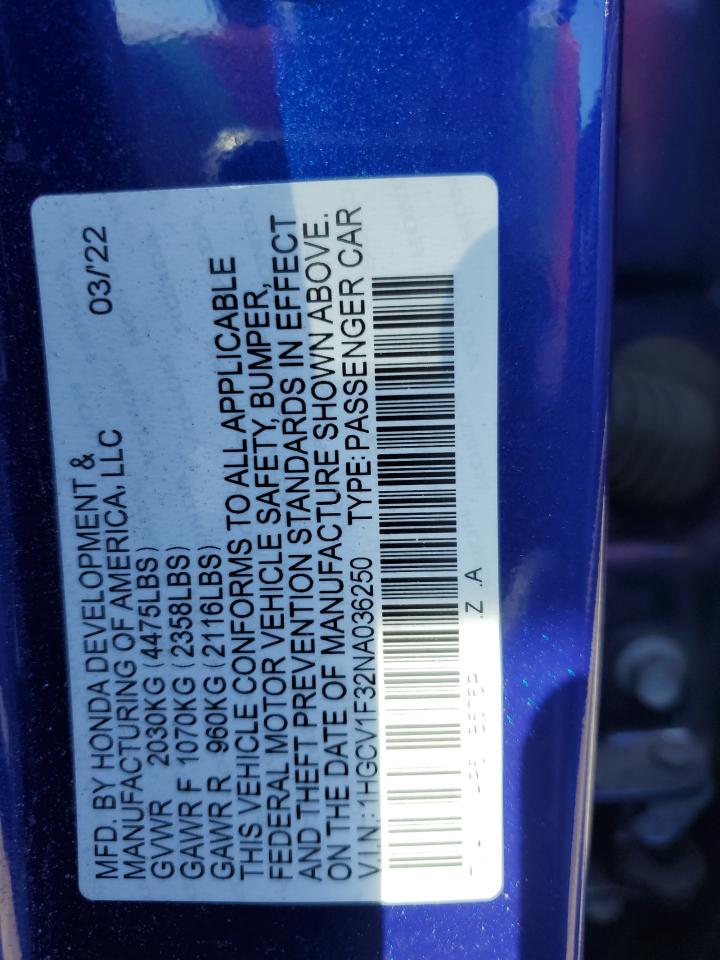 MFD. BY HONDA DEVELOPMENT &
MANUFACTURING OF AMERICA, LLC 03/'22
GVWR 2030KG (4475LBS)
GAWR F 1070KG (2358LBS)
GAWR R 960KG (2116LBS)
THIS VEHICLE CONFORMS TO ALL APPLICABLE
FEDERAL MOTOR VEHICLE SAFETY, BUMPER,
AND THEFT PREVENTION STANDARDS IN EFFECT
ON THE DATE OF MANUFACTURE SHOWN ABOVE.
V.I.N.: 1HGCV1F32NA036250 TYPE: PASSENGER CAR
.Z .A